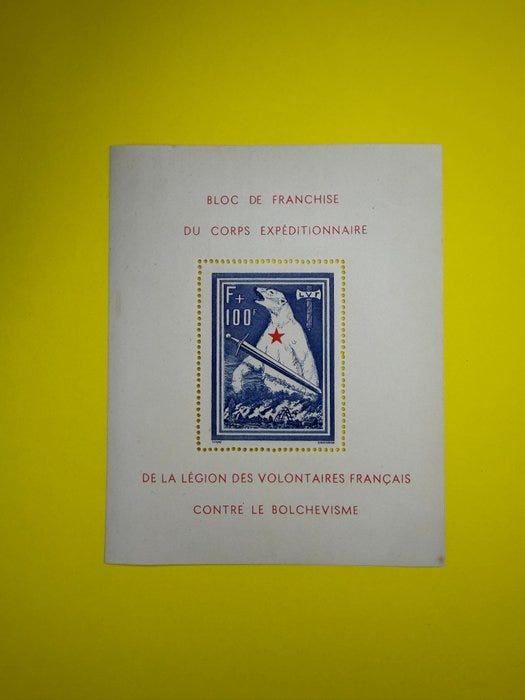 BLOC DE FRANCHISE
DU CORPS EXPÉDITIONNAIRE
F+ LVF
100F
DE LA LÉGION DES VOLONTAIRES FRANÇAIS
CONTRE LE BOLCHEVISME